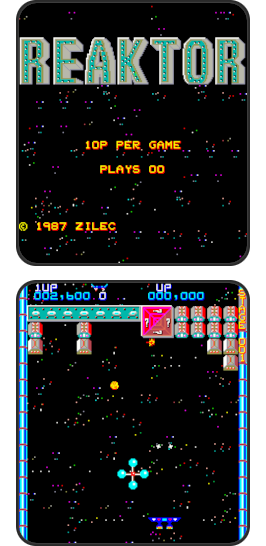 REAKTOR
10P PER GAME
PLAYS 00
© 1987 ZILEC
1UP UP
002,600 0 000,000
STAGE 001